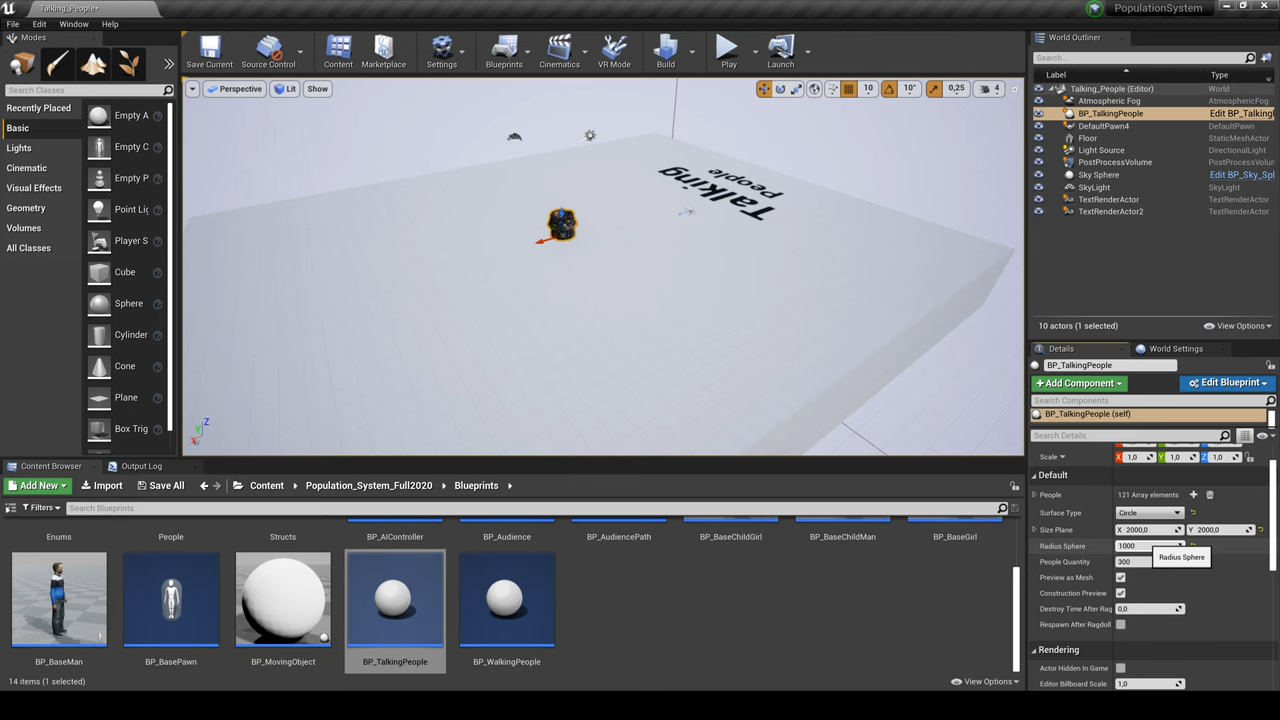 Talking_People*
PopulationSystem
File Edit Window Help
Modes
Search Classes
Recently Placed
Basic
Lights
Cinematic
Visual Effects
Geometry
Volumes
All Classes
Empty A
Empty C
Empty P
Point Lig
Player S
Cube
Sphere
Cylinder
Cone
Plane
Box Trig
Save Current Source Control Content Marketplace Settings Blueprints Cinematics VR Mode Build Play Launch
Perspective Lit Show
10 10° 0,25 4
Talking
People
Z
Y
X
World Outliner
Search...
Label Type
Talking_People (Editor) World
Atmospheric Fog AtmosphericFog
BP_TalkingPeople Edit BP_Talking
DefaultPawn4 DefaultPawn
Floor StaticMeshActor
Light Source DirectionalLight
PostProcessVolume PostProcessVolum
Sky Sphere Edit BP_Sky_Spl
SkyLight SkyLight
TextRenderActor TextRenderActor
TextRenderActor2 TextRenderActor
10 actors (1 selected) View Options
Details World Settings
BP_TalkingPeople
+Add Component Edit Blueprint
Search Components
BP_TalkingPeople (self)
Search Details
Scale X 1,0 Y 1,0 Z 1,0
Default
People 121 Array elements
Surface Type Circle
Size Plane X 2000,0 Y 2000,0
Radius Sphere 1000
Radius Sphere
People Quantity 300
Preview as Mesh
Construction Preview
Destroy Time After Rag 0,0
Respawn After Ragdoll
Rendering
Actor Hidden In Game
Editor Billboard Scale 1,0
Content Browser Output Log
Add New Import Save All Content Population_System_Full2020 Blueprints
Filters Search Blueprints
Enums People Structs BP_AIController BP_Audience BP_AudiencePath BP_BaseChildGirl BP_BaseChildMan BP_BaseGirl
BP_BaseMan BP_BasePawn BP_MovingObject BP_TalkingPeople BP_WalkingPeople
14 items (1 selected) View Options